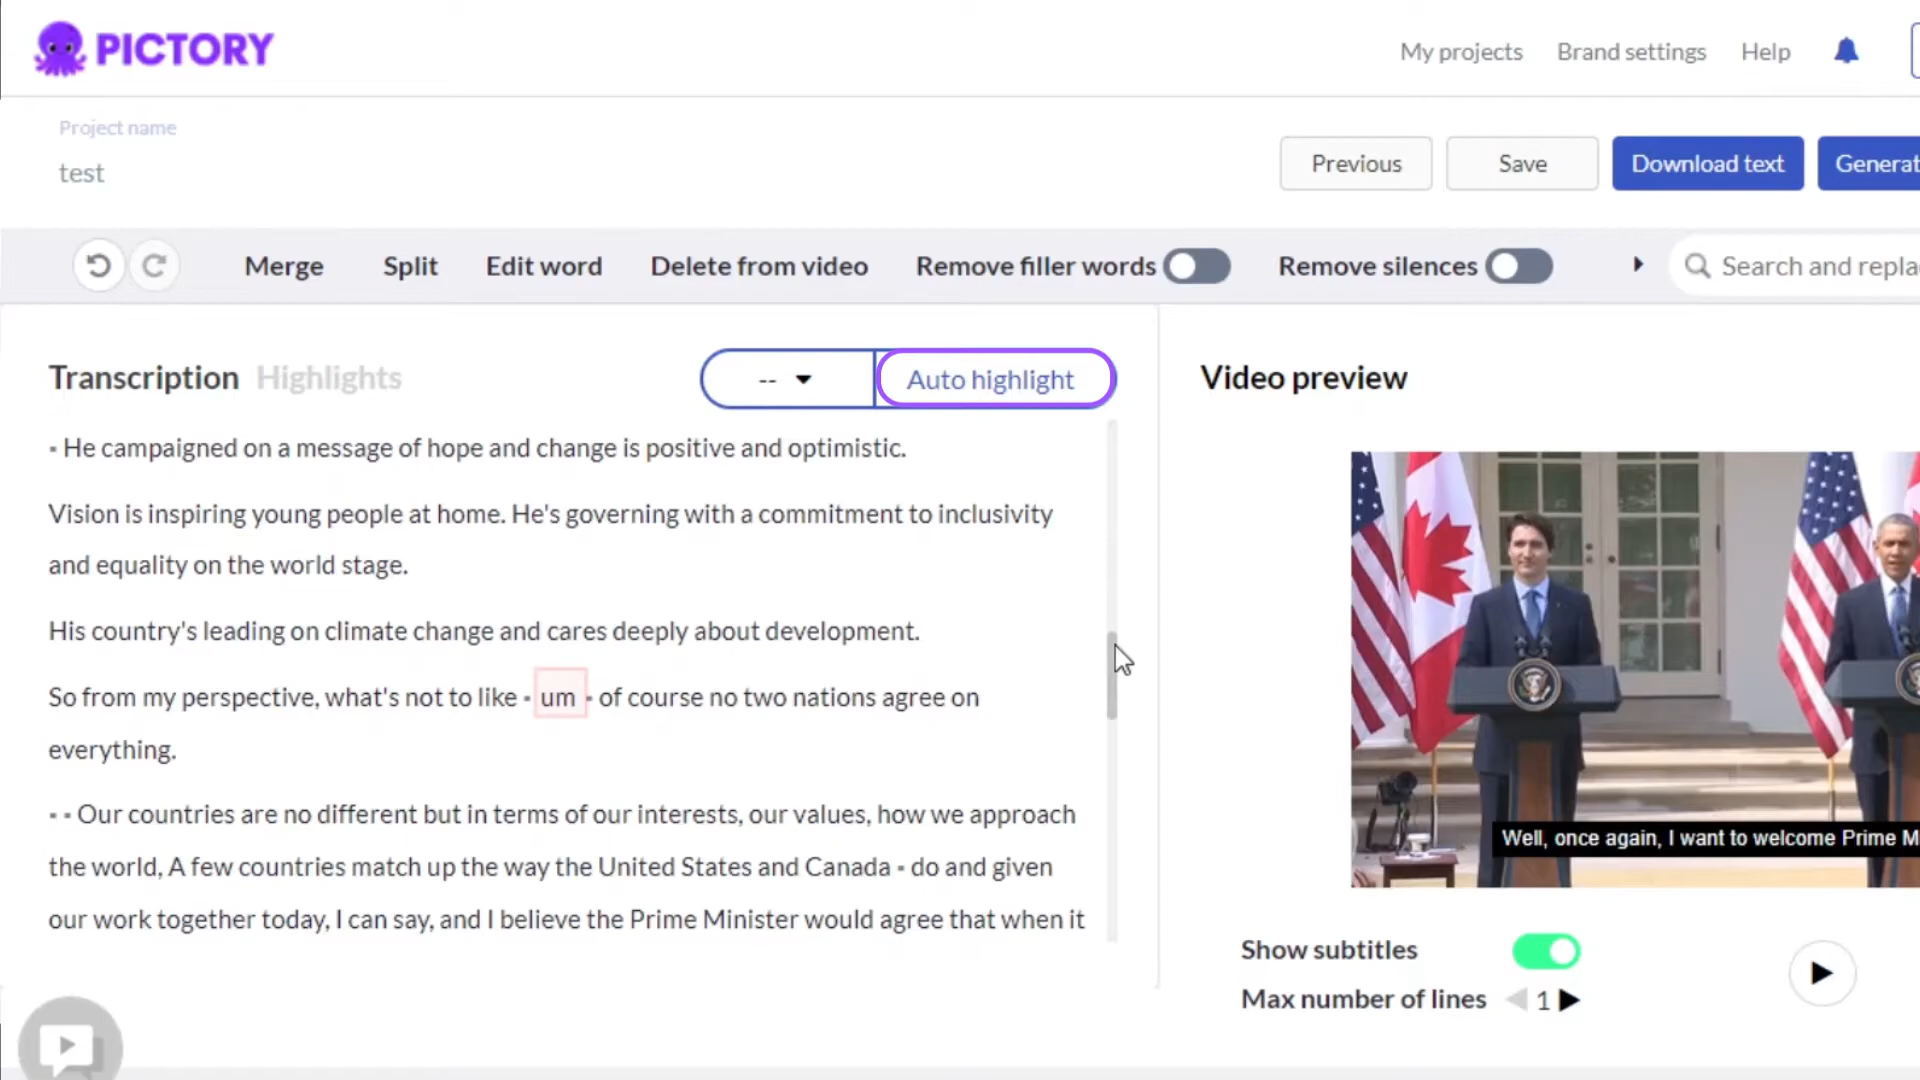 PICTORY
My projects Brand settings Help
Project name
test
Previous Save Download text Generat
Merge Split Edit word Delete from video Remove filler words Remove silences Search and repla
Transcription Highlights -- Auto highlight
- He campaigned on a message of hope and change is positive and optimistic.
Vision is inspiring young people at home. He's governing with a commitment to inclusivity
and equality on the world stage.
His country's leading on climate change and cares deeply about development.
So from my perspective, what's not to like - um - of course no two nations agree on
everything.
- - Our countries are no different but in terms of our interests, our values, how we approach
the world, A few countries match up the way the United States and Canada - do and given
our work together today, I can say, and I believe the Prime Minister would agree that when it
Video preview
Well, once again, I want to welcome Prime M
Show subtitles
Max number of lines 1